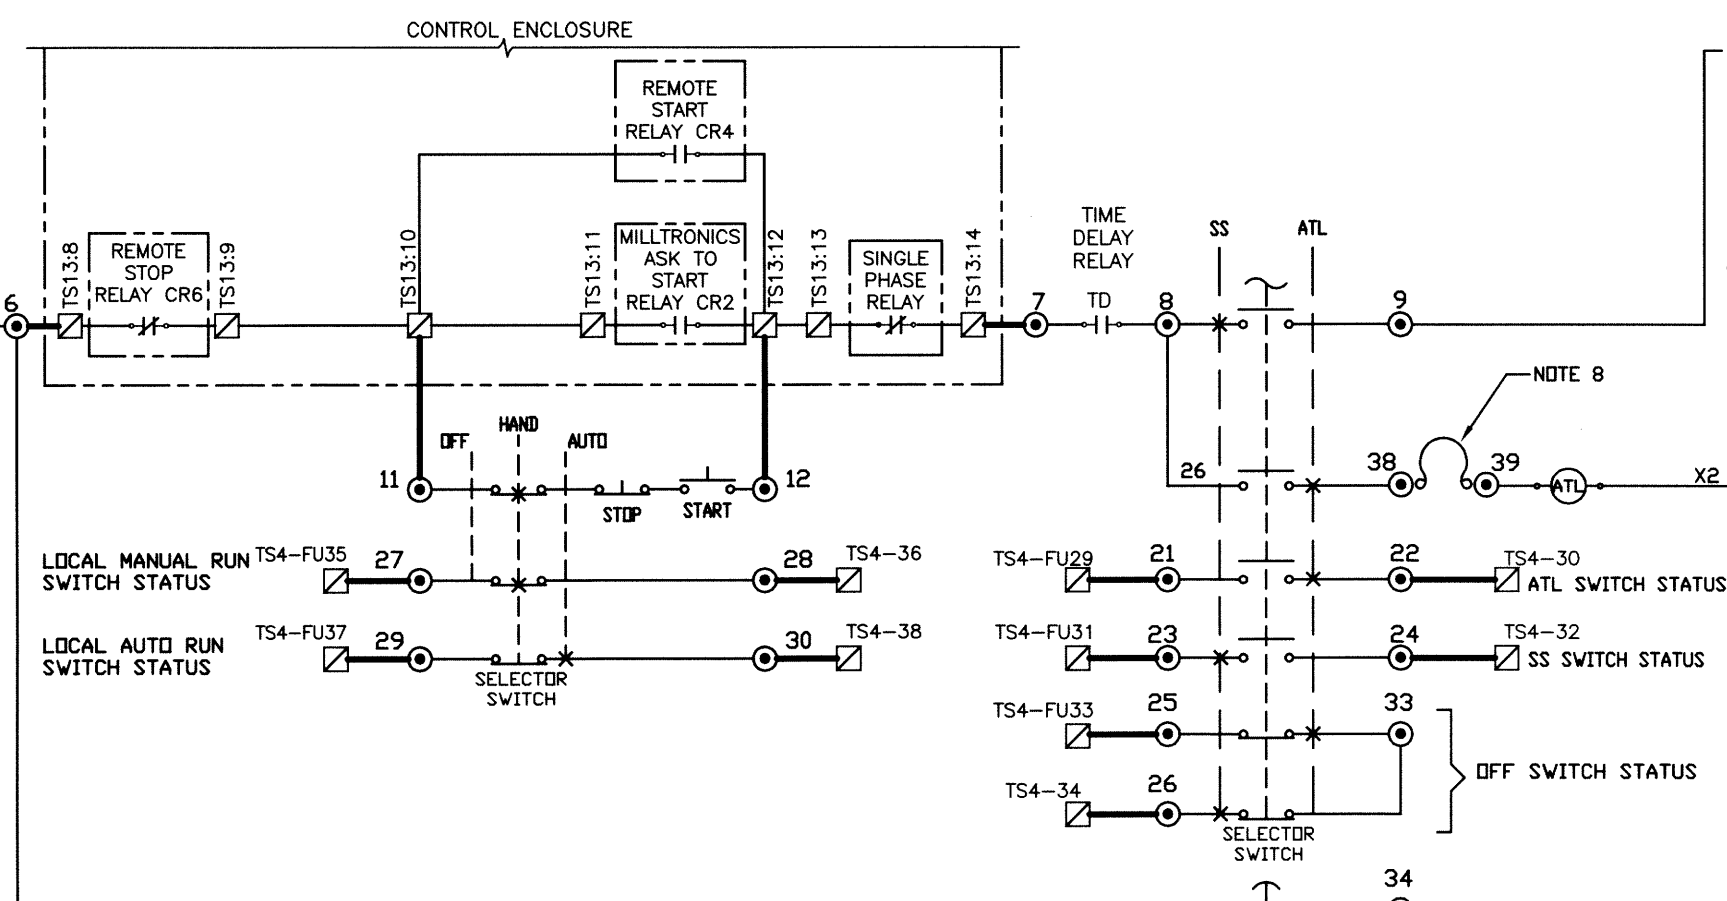 CONTROL ENCLOSURE
REMOTE
START
RELAY CR4
TS13:8
REMOTE
STOP
RELAY CR6
TS13:9
TS13:10
TS13:11
MILLTRONICS
ASK TO
START
RELAY CR2
TS13:12
TS13:13
SINGLE
PHASE
RELAY
TS13:14
TIME
DELAY
RELAY
TD
SS
ATL
6
7
8
9
NOTE 8
OFF
HAND
AUTO
11
12
STOP
START
26
38
39
ATL
X2
LOCAL MANUAL RUN
SWITCH STATUS
TS4-FU35
27
28
TS4-36
LOCAL AUTO RUN
SWITCH STATUS
TS4-FU37
29
30
TS4-38
SELECTOR
SWITCH
TS4-FU29
21
22
TS4-30
ATL SWITCH STATUS
TS4-FU31
23
24
TS4-32
SS SWITCH STATUS
TS4-FU33
25
33
OFF SWITCH STATUS
TS4-34
26
SELECTOR
SWITCH
34